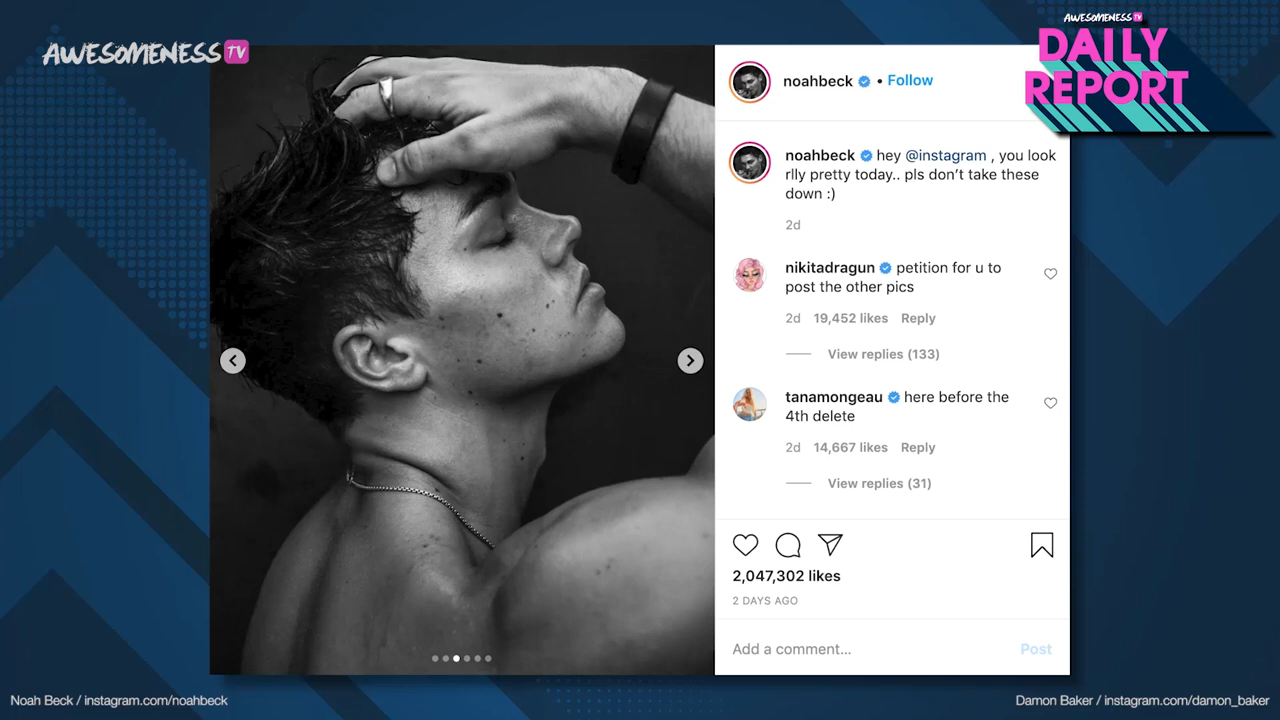 AWESOMENESS TV
AWESOMENESS TV
DAILY
REPORT
noahbeck • Follow
noahbeck hey @instagram , you look
rlly pretty today.. pls don’t take these
down :)
2d
nikitadragun petition for u to
post the other pics
2d 19,452 likes Reply
View replies (133)
tanamongeau here before the
4th delete
2d 14,667 likes Reply
View replies (31)
2,047,302 likes
2 DAYS AGO
Add a comment... Post
Noah Beck / instagram.com/noahbeck
Damon Baker / instagram.com/damon_baker